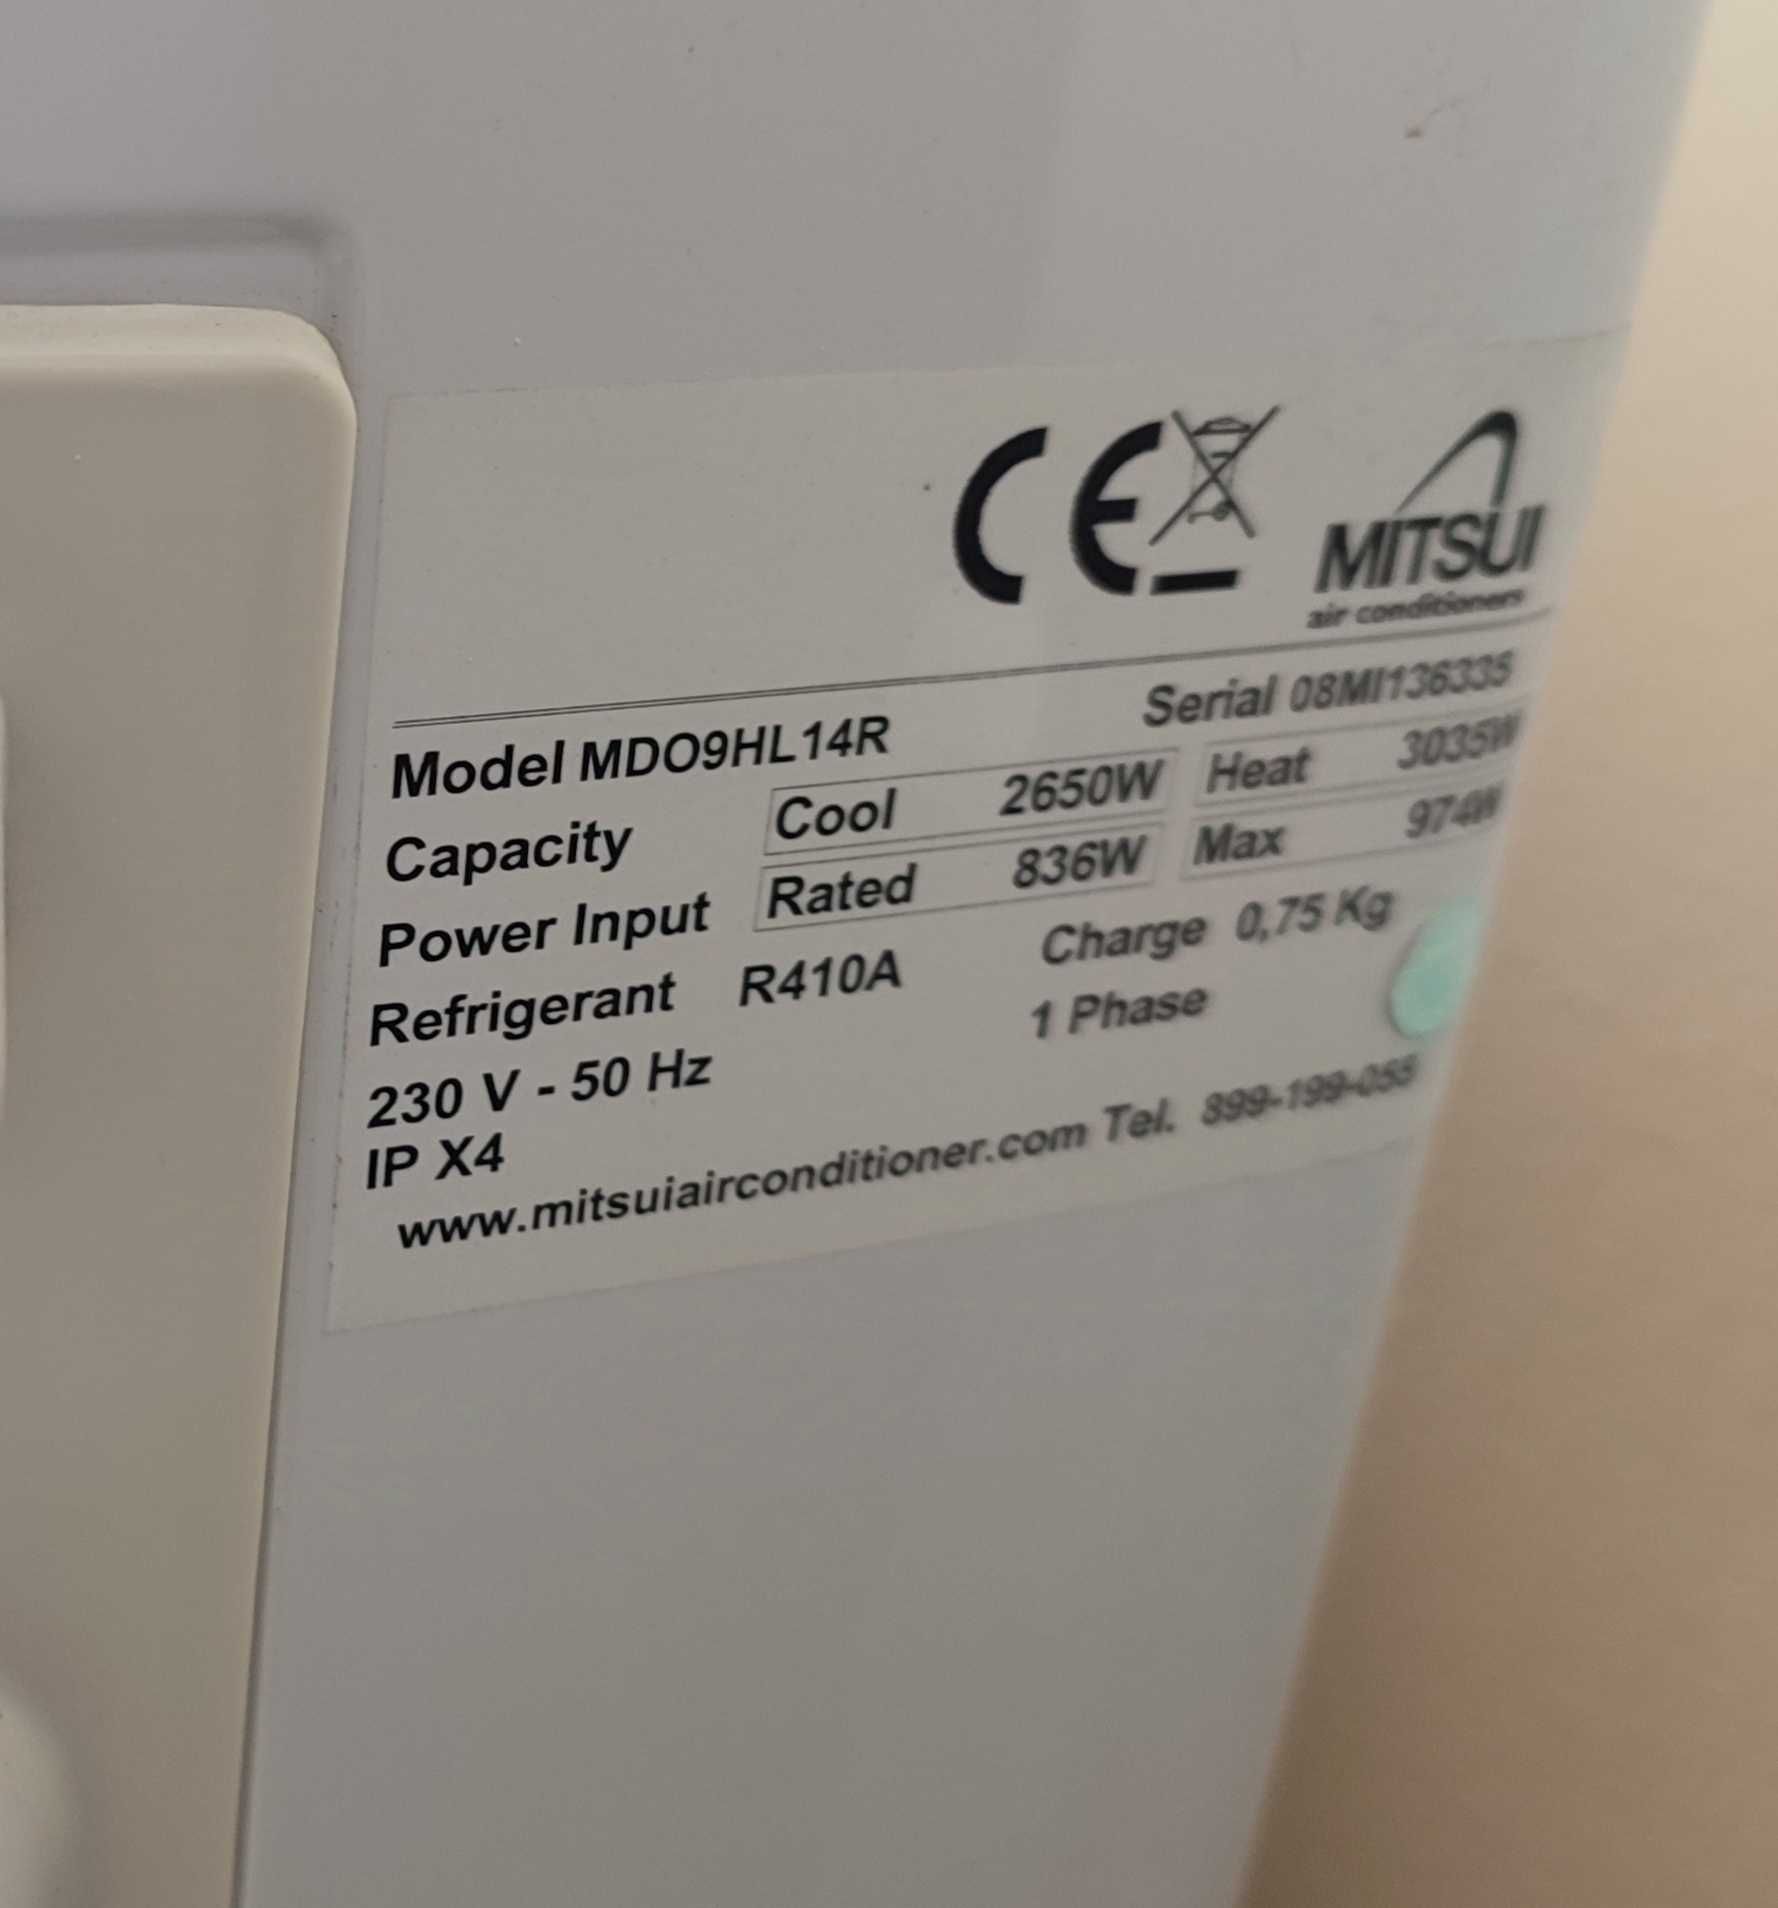 CE
MITSUI
air conditioners
Model MDO9HL14R Serial 08MI136335
Capacity Cool 2650W Heat 3035W
Power Input Rated 836W Max 974W
Refrigerant R410A Charge 0,75 Kg
230 V - 50 Hz 1 Phase
IP X4
www.mitsuiairconditioner.com Tel. 899-199-055